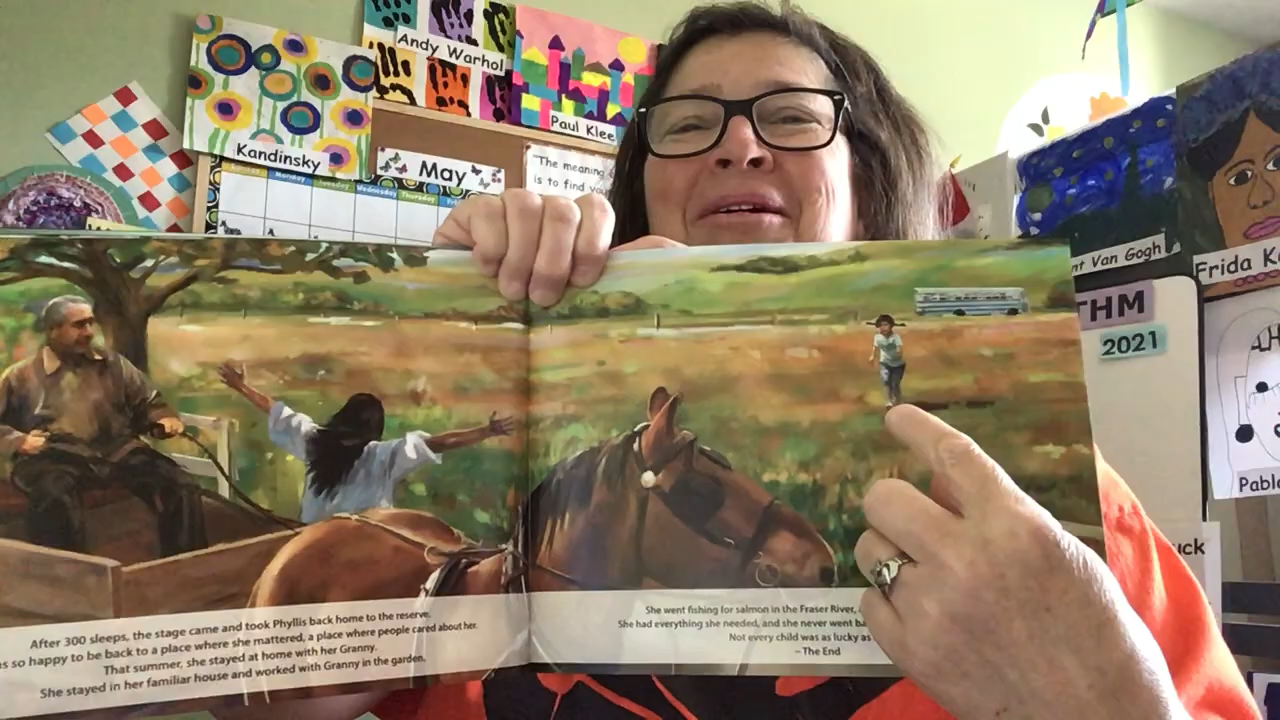 Andy Warhol
Paul Klee
Kandinsky
May
Monday
Tuesday
Wednesday
Thursday
"The meaning
is to find
nt Van Gogh
Frida K
THM
2021
Pabl
uck
After 300 sleeps, the stage came and took Phyllis back home to the reserve.
s so happy to be back to a place where she mattered, a place where people cared about her.
That summer, she stayed at home with her Granny.
She stayed in her familiar house and worked with Granny in the garden.
She went fishing for salmon in the Fraser River,
She had everything she needed, and she never went ba
Not every child was as lucky as
– The End